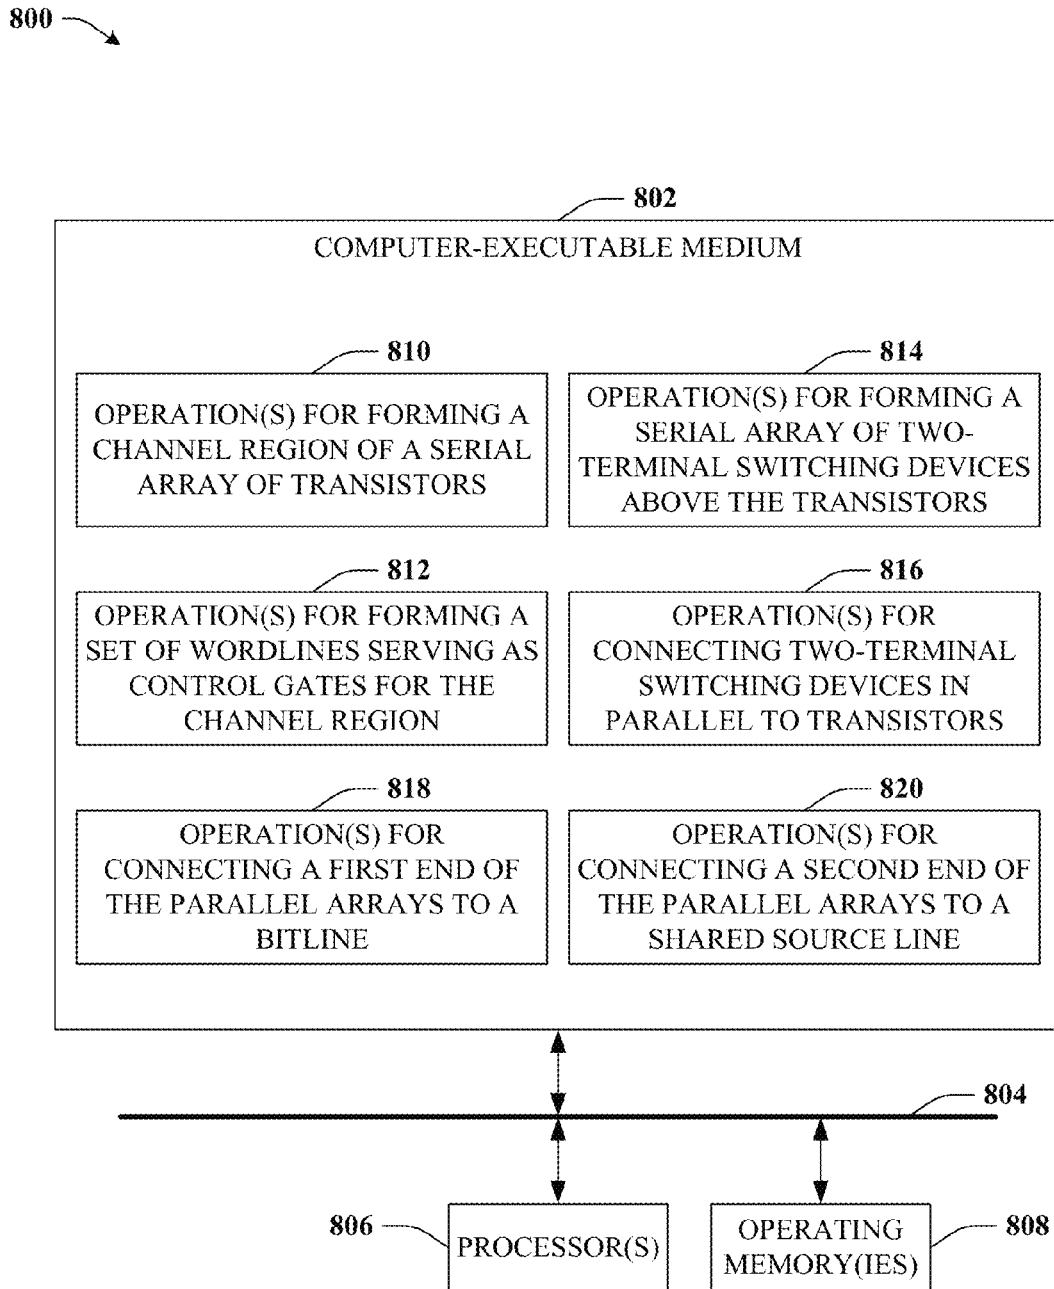 800
802
COMPUTER-EXECUTABLE MEDIUM
810
OPERATION(S) FOR FORMING A
CHANNEL REGION OF A SERIAL
ARRAY OF TRANSISTORS
814
OPERATION(S) FOR FORMING A
SERIAL ARRAY OF TWO-
TERMINAL SWITCHING DEVICES
ABOVE THE TRANSISTORS
812
OPERATION(S) FOR FORMING A
SET OF WORDLINES SERVING AS
CONTROL GATES FOR THE
CHANNEL REGION
816
OPERATION(S) FOR
CONNECTING TWO-TERMINAL
SWITCHING DEVICES IN
PARALLEL TO TRANSISTORS
818
OPERATION(S) FOR
CONNECTING A FIRST END OF
THE PARALLEL ARRAYS TO A
BITLINE
820
OPERATION(S) FOR
CONNECTING A SECOND END OF
THE PARALLEL ARRAYS TO A
SHARED SOURCE LINE
804
806
PROCESSOR(S)
OPERATING
MEMORY(IES)
808